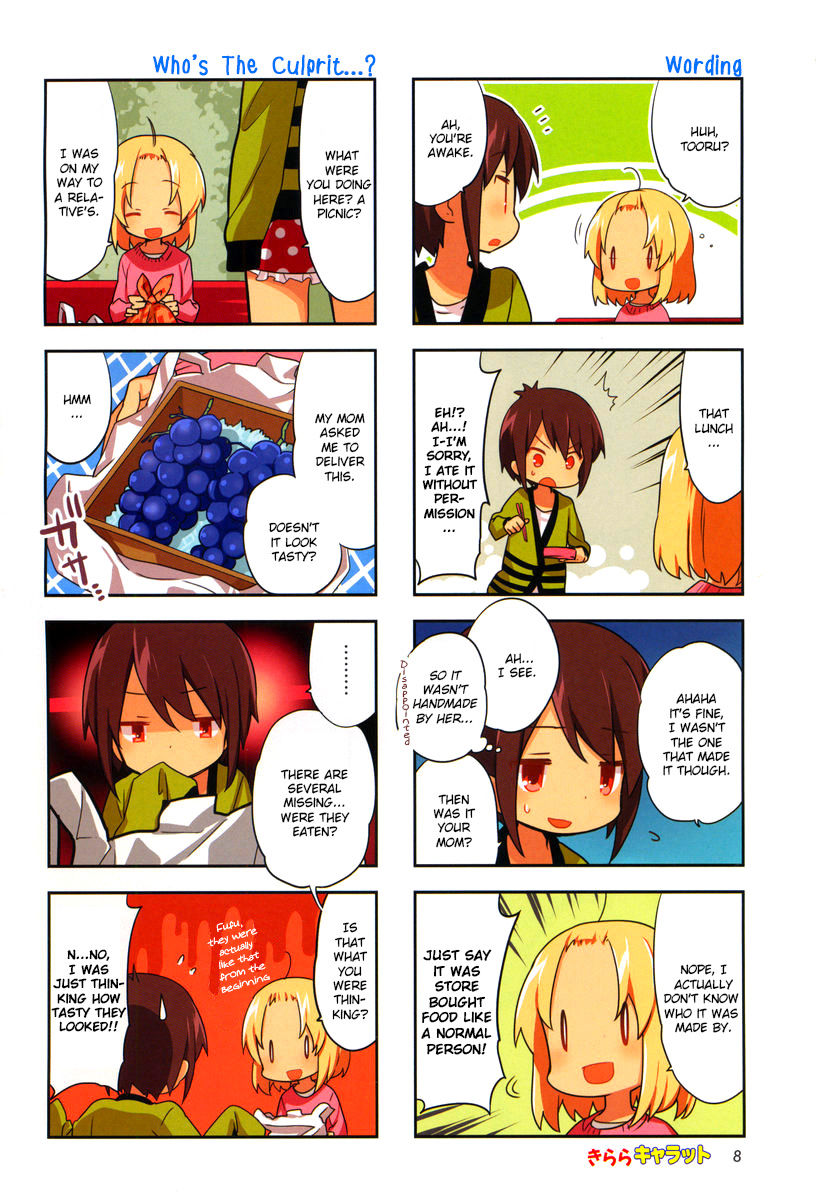 Wording
HUH,
TOORU?
AH,
YOU'RE
AWAKE.
THAT
LUNCH...
EH!?
AH...!
I-I'M
SORRY,
I ATE IT
WITHOUT
PER-
MISSION
...
AHAHA
IT'S FINE,
I WASN'T
THE ONE
THAT
MADE IT
THOUGH.
AH...
I SEE.
SO IT
WASN'T
HANDMADE
BY HER...
Disappointed
THEN
WAS IT
YOUR
MOM?
NOPE, I
ACTUALLY
DON'T KNOW
WHO IT WAS
MADE BY.
JUST SAY
IT WAS
STORE
BOUGHT
FOOD LIKE
A NORMAL
PERSON!
Who's The Culprit...?
WHAT
WERE
YOU DOING
HERE? A
PICNIC?
I WAS
ON MY
WAY TO
A RELA-
TIVE'S.
MY MOM
ASKED
ME TO
DELIVER
THIS.
DOESN'T
IT LOOK
TASTY?
HMM
...
ガサ…
.........
THERE ARE
SEVERAL
MISSING...
WERE THEY
EATEN?
IS
THAT
WHAT
YOU WERE
THIN-
KING?
Fufu,
they were
actually
like that
from the
beginning
N...NO,
I WAS
JUST THIN-
KING HOW
TASTY THEY
LOOKED!!
きららキャラット
8